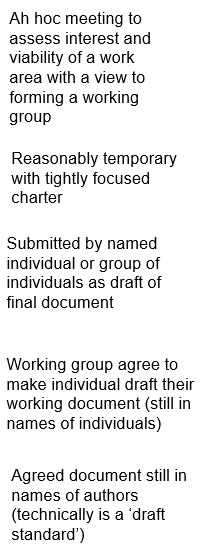 Ah hoc meeting to
assess interest and
viability of a work
area with a view to
forming a working
group
Reasonably temporary
with tightly focused
charter
Submitted by named
individual or group of
individuals as draft of
final document
Working group agree to
make individual draft their
working document (still in
names of individuals)
Agreed document still in
names of authors
(technically is a ‘draft
standard’)